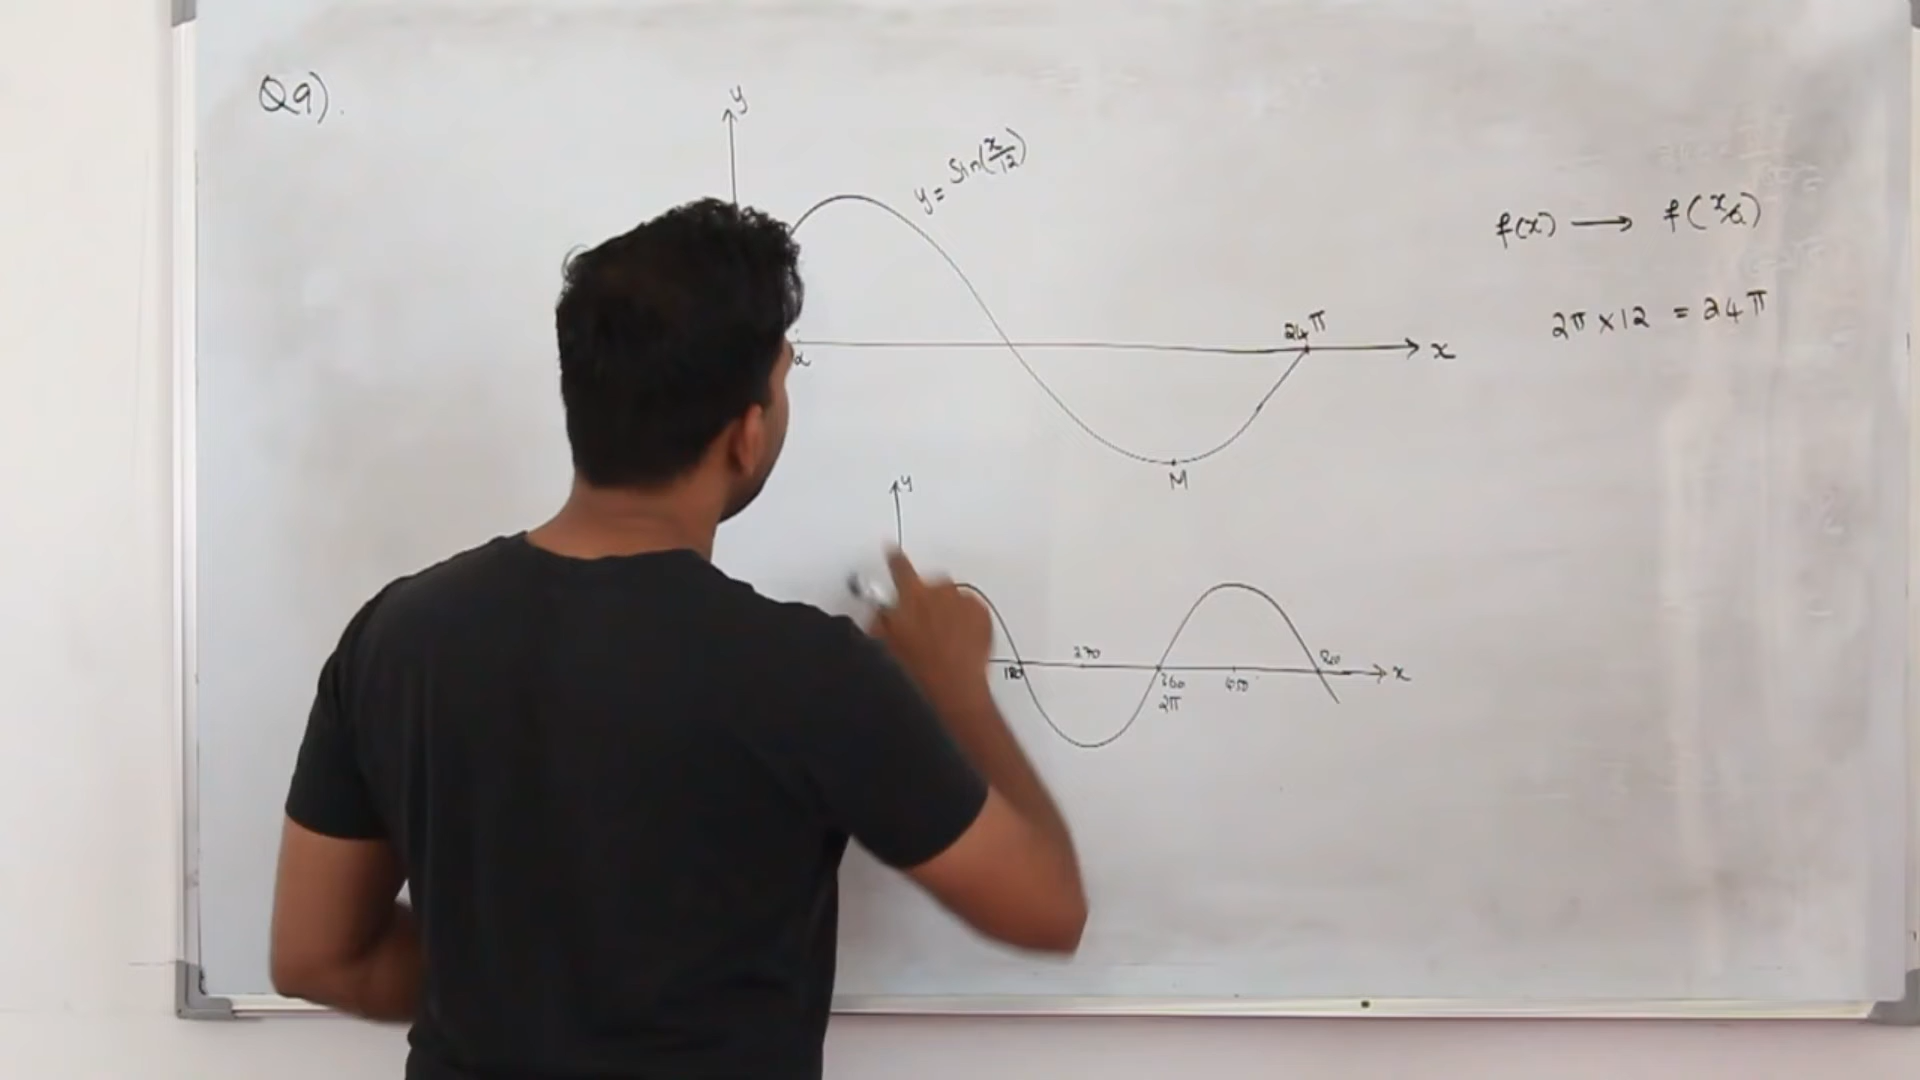 Q9).
y
y = Sin(x/12)
f(x) → f(x/a)
2π × 12 = 24π
24π
x
α
M
y
270
180
360
450
x
2π